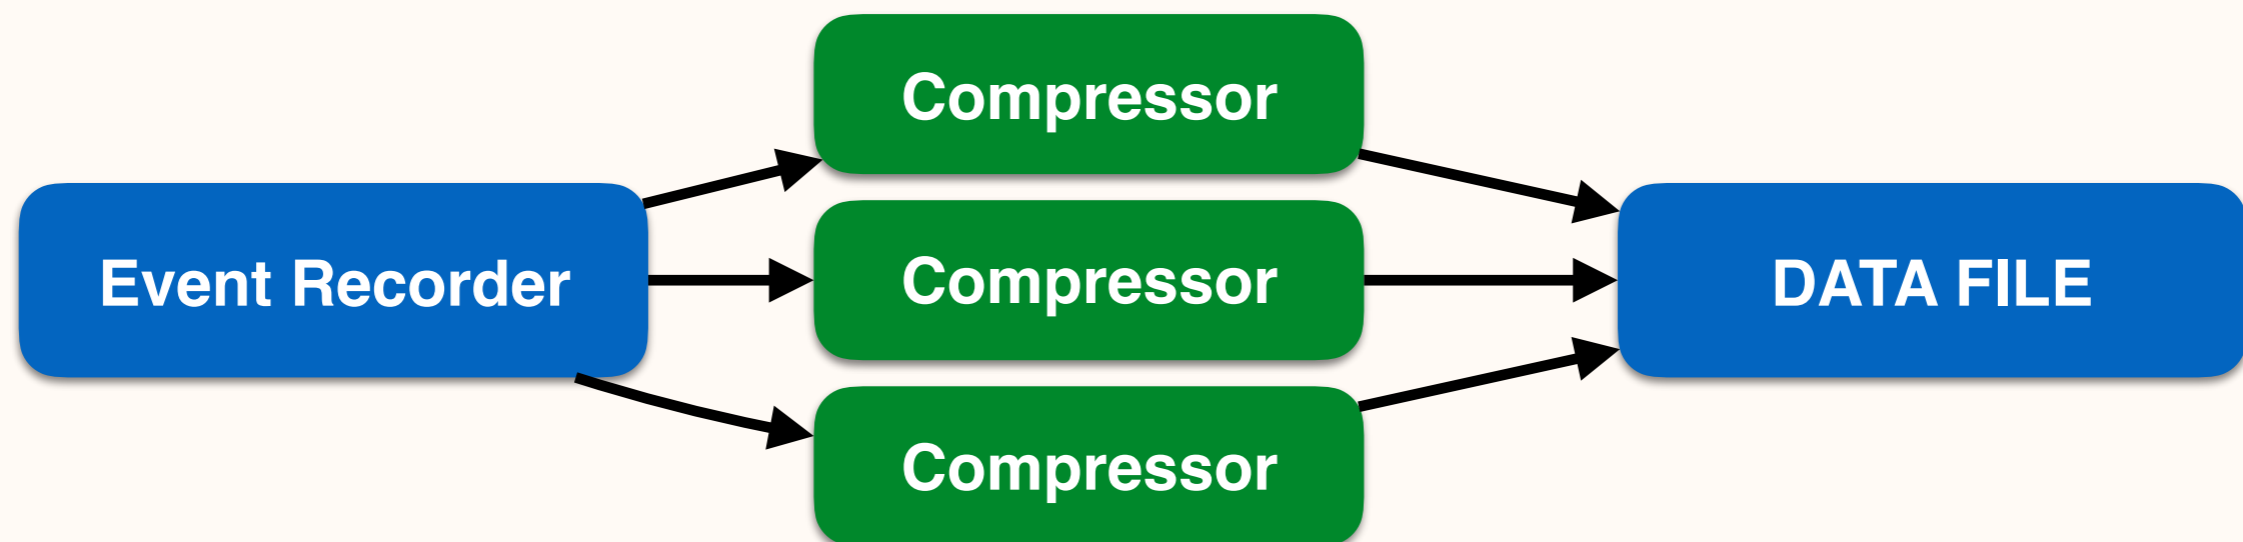 Compressor
Event Recorder
Compressor
DATA FILE
Compressor